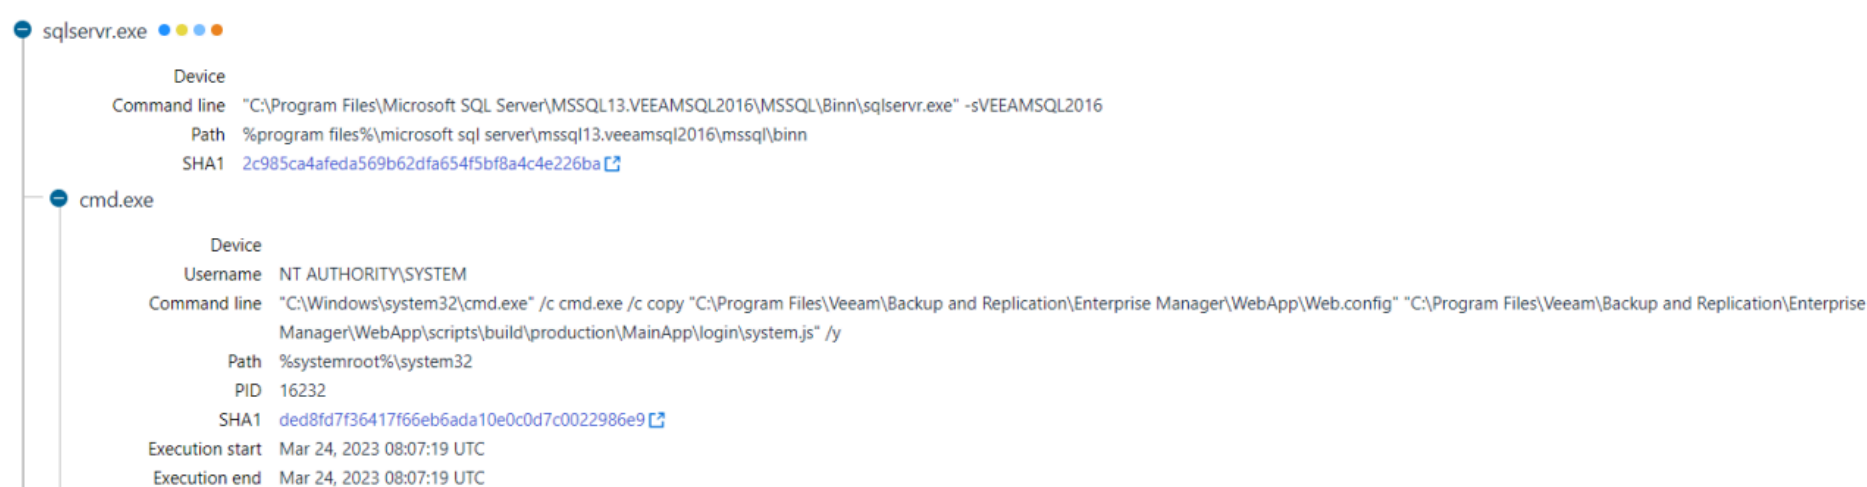 sqlservr.exe
Device
Command line "C:\Program Files\Microsoft SQL Server\MSSQL13.VEEAMSQL2016\MSSQL\Binn\sqlservr.exe" -sVEEAMSQL2016
Path %program files%\microsoft sql server\mssql13.veeamsql2016\mssql\binn
SHA1 2c985ca4afeda569b62dfa654f5bf8a4c4e226ba
cmd.exe
Device
Username NT AUTHORITY\SYSTEM
Command line "C:\Windows\system32\cmd.exe" /c cmd.exe /c copy "C:\Program Files\Veeam\Backup and Replication\Enterprise Manager\WebApp\Web.config" "C:\Program Files\Veeam\Backup and Replication\Enterprise
Manager\WebApp\scripts\build\production\MainApp\login\system.js" /y
Path %systemroot%\system32
PID 16232
SHA1 ded8fd7f36417f66eb6ada10e0c0d7c0022986e9
Execution start Mar 24, 2023 08:07:19 UTC
Execution end Mar 24, 2023 08:07:19 UTC